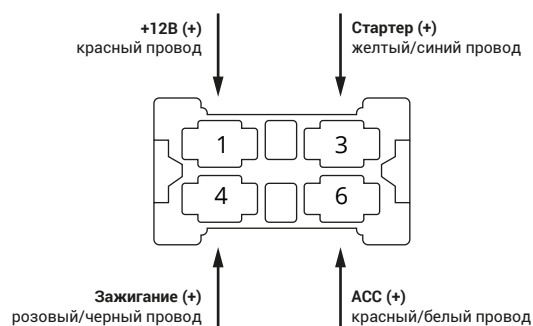 +12В (+)
красный провод
Стартер (+)
желтый/синий провод
1
3
4
6
Зажигание (+)
розовый/черный провод
ACC (+)
красный/белый провод